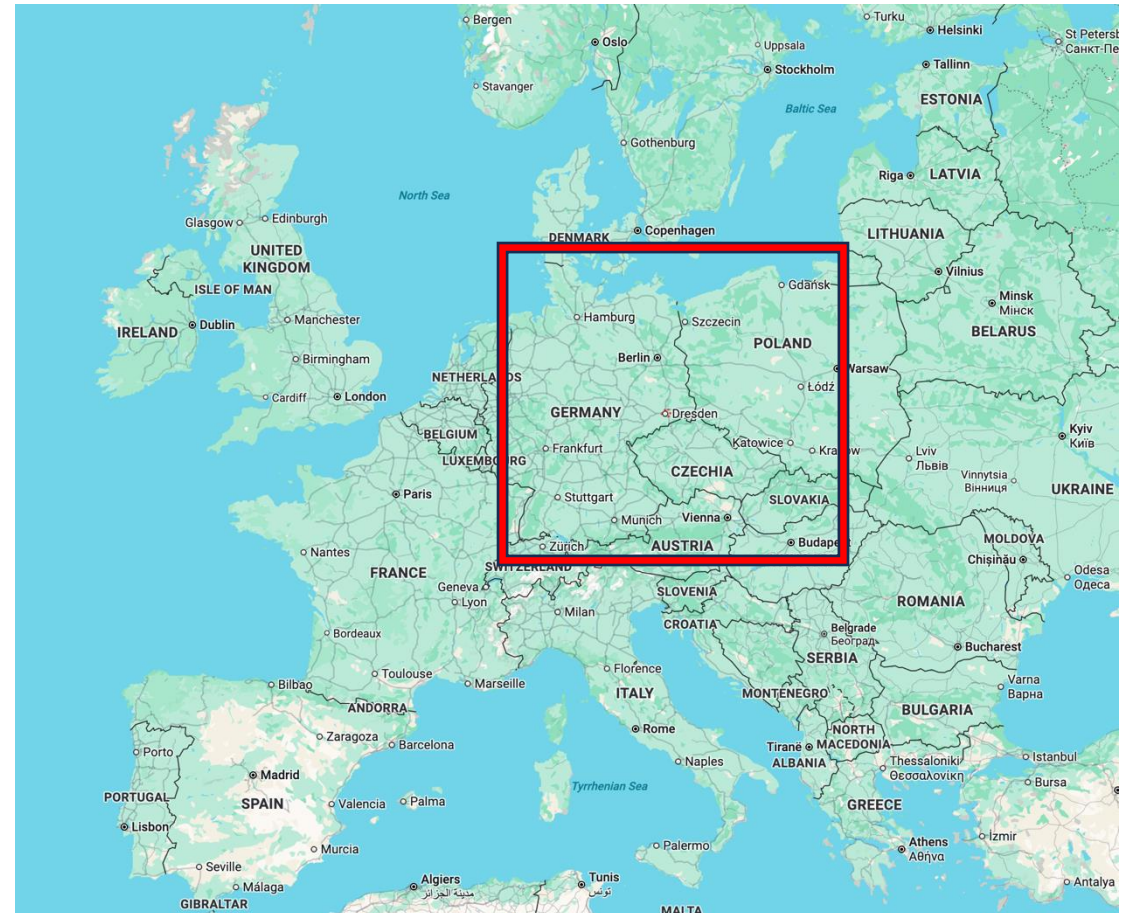 Bergen
Turku
Oslo
Helsinki
St Petersb
Санкт-Пе
Uppsala
Stockholm
Tallinn
Stavanger
ESTONIA
Baltic Sea
Gothenburg
Riga
LATVIA
North Sea
Glasgow
Edinburgh
Copenhagen
DENMARK
LITHUANIA
UNITED
KINGDOM
Vilnius
ISLE OF MAN
Gdańsk
Minsk
Мінск
Dublin
IRELAND
Manchester
Hamburg
Szczecin
BELARUS
POLAND
Birmingham
Berlin
Warsaw
NETHERLANDS
Łódź
Cardiff
London
GERMANY
Dresden
BELGIUM
Kyiv
Київ
Frankfurt
Katowice
Krakow
Lviv
Львів
LUXEMBOURG
CZECHIA
Vinnytsia
Вінниця
UKRAINE
Paris
Stuttgart
SLOVAKIA
Munich
Vienna
Nantes
Zürich
AUSTRIA
Budapest
MOLDOVA
Chișinău
FRANCE
SWITZERLAND
Odesa
Одеса
Geneva
Lyon
SLOVENIA
ROMANIA
Milan
CROATIA
Bordeaux
Belgrade
Београд
Bucharest
SERBIA
Toulouse
Marseille
Florence
Bilbao
ITALY
MONTENEGRO
Varna
Варна
ANDORRA
BULGARIA
Zaragoza
Barcelona
Rome
NORTH
MACEDONIA
Porto
Tiranë
ALBANIA
Istanbul
Madrid
Naples
Thessaloniki
Θεσσαλονίκη
Bursa
Tyrrhenian Sea
PORTUGAL
SPAIN
Valencia
Palma
GREECE
Lisbon
İzmir
Athens
Αθήνα
Murcia
Palermo
Seville
Algiers
مدينة الجزائر
Tunis
تونس
Antalya
Málaga
GIBRALTAR
MALTA